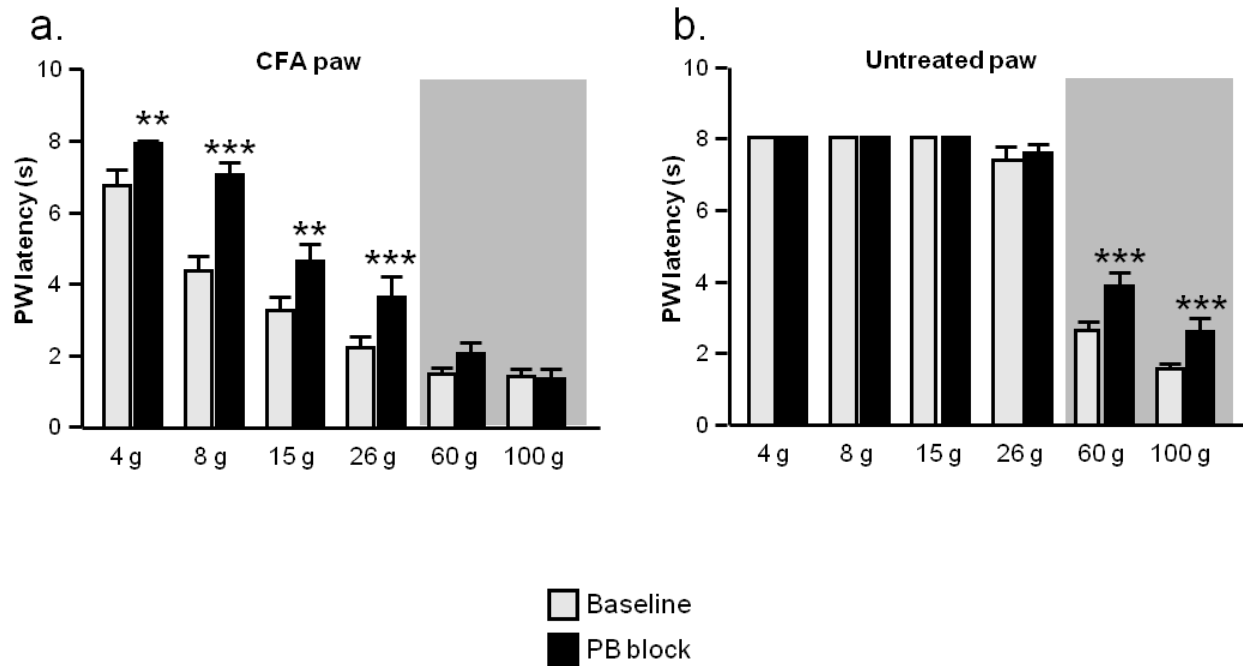 a.
CFA paw
PW latency (s)
10
8
6
4
2
0
**
***
**
***
4 g 8 g 15 g 26 g 60 g 100 g
b.
Untreated paw
PW latency (s)
10
8
6
4
2
0
***
***
4 g 8 g 15 g 26 g 60 g 100 g
Baseline
PB block